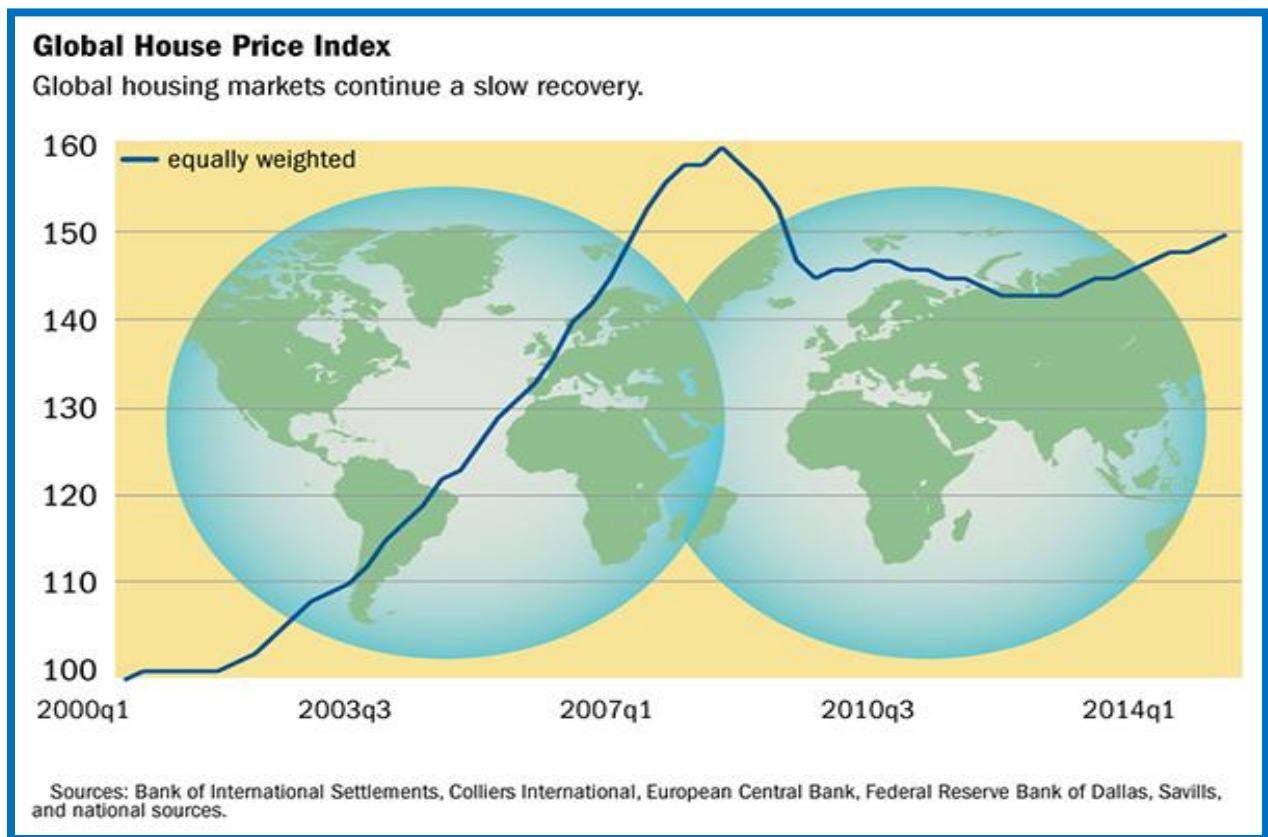 Global House Price Index
Global housing markets continue a slow recovery.
160
equally weighted
150
140
130
120
110
100
2000q1 2003q3 2007q1 2010q3 2014q1
Sources: Bank of International Settlements, Colliers International, European Central Bank, Federal Reserve Bank of Dallas, Savills,
and national sources.